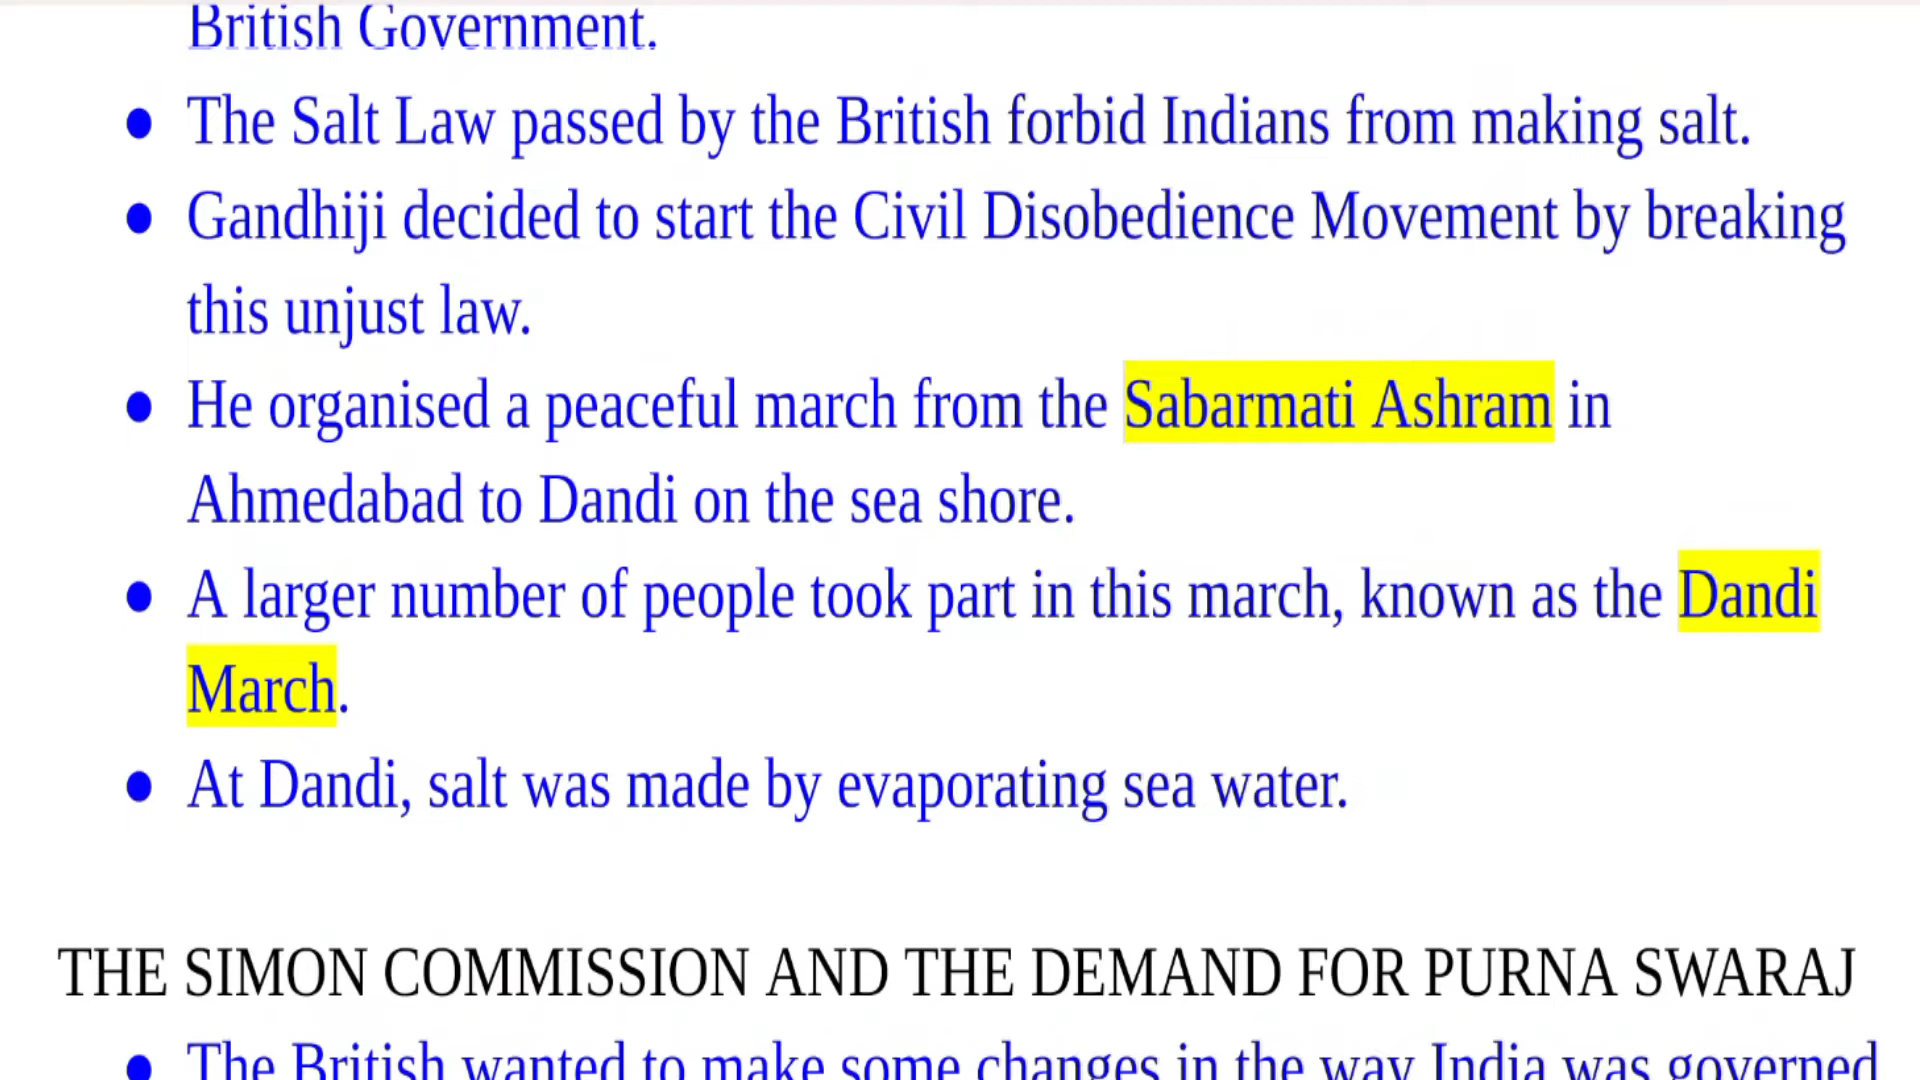 British Government.
● The Salt Law passed by the British forbid Indians from making salt.
● Gandhiji decided to start the Civil Disobedience Movement by breaking
this unjust law.
● He organised a peaceful march from the Sabarmati Ashram in
Ahmedabad to Dandi on the sea shore.
● A larger number of people took part in this march, known as the Dandi
March.
● At Dandi, salt was made by evaporating sea water.
THE SIMON COMMISSION AND THE DEMAND FOR PURNA SWARAJ
● The British wanted to make some changes in the way India was governed